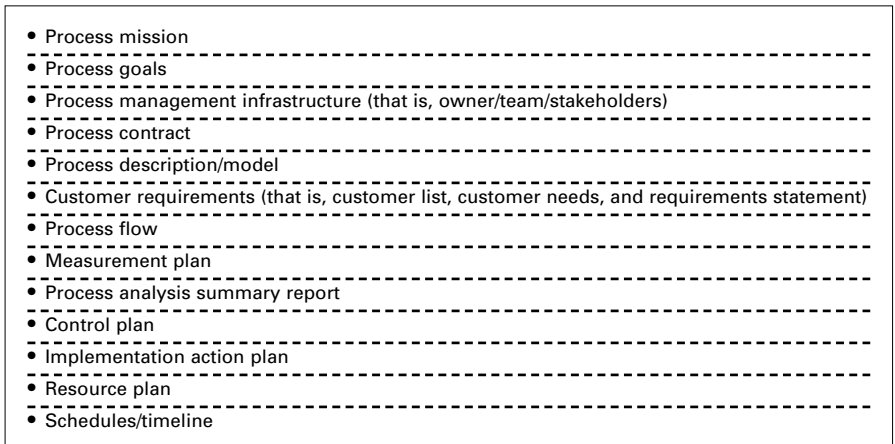 • Process mission
• Process goals
• Process management infrastructure (that is, owner/team/stakeholders)
• Process contract
• Process description/model
• Customer requirements (that is, customer list, customer needs, and requirements statement)
• Process flow
• Measurement plan
• Process analysis summary report
• Control plan
• Implementation action plan
• Resource plan
• Schedules/timeline